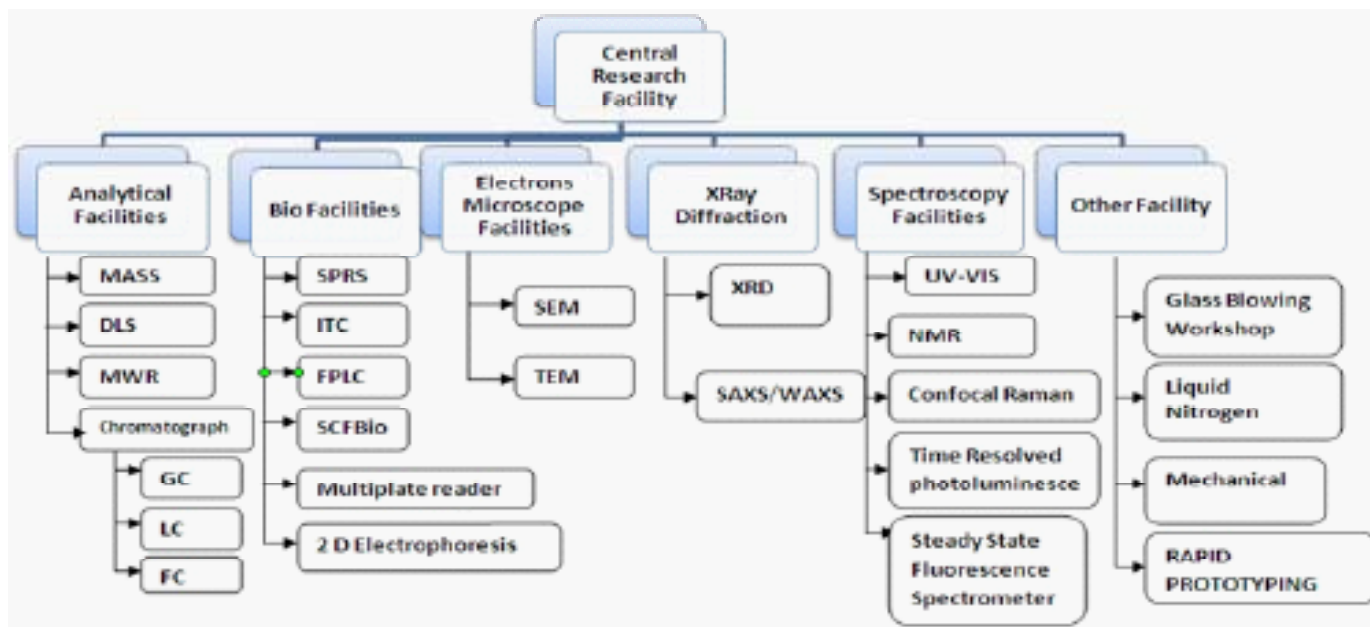 Central
Research
Facility
Analytical
Facilities
MASS
DLS
MWR
Chromatograph
GC
LC
FC
Bio Facilities
SPRS
ITC
FPLC
SCFBio
Multiplate reader
2 D Electrophoresis
Electrons
Microscope
Facilities
SEM
TEM
XRay
Diffraction
XRD
SAXS/WAXS
Spectroscopy
Facilities
UV-VIS
NMR
Confocal Raman
Time Resolved
photoluminesce
Steady State
Fluorescence
Spectrometer
Other Facility
Glass Blowing
Workshop
Liquid
Nitrogen
Mechanical
RAPID
PROTOTYPING